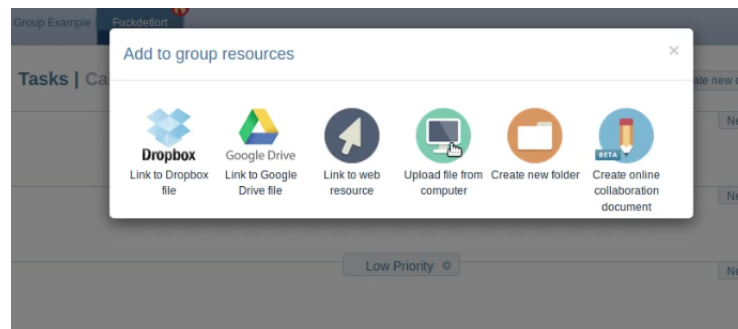 Group Example
Fuckdetlort
Add to group resources
×
Tasks | Ca
ate new
Dropbox
Google Drive
BETA
Link to Dropbox file
Link to Google Drive file
Link to web resource
Upload file from computer
Create new folder
Create online collaboration document
Ne
Ne
Low Priority
Ne